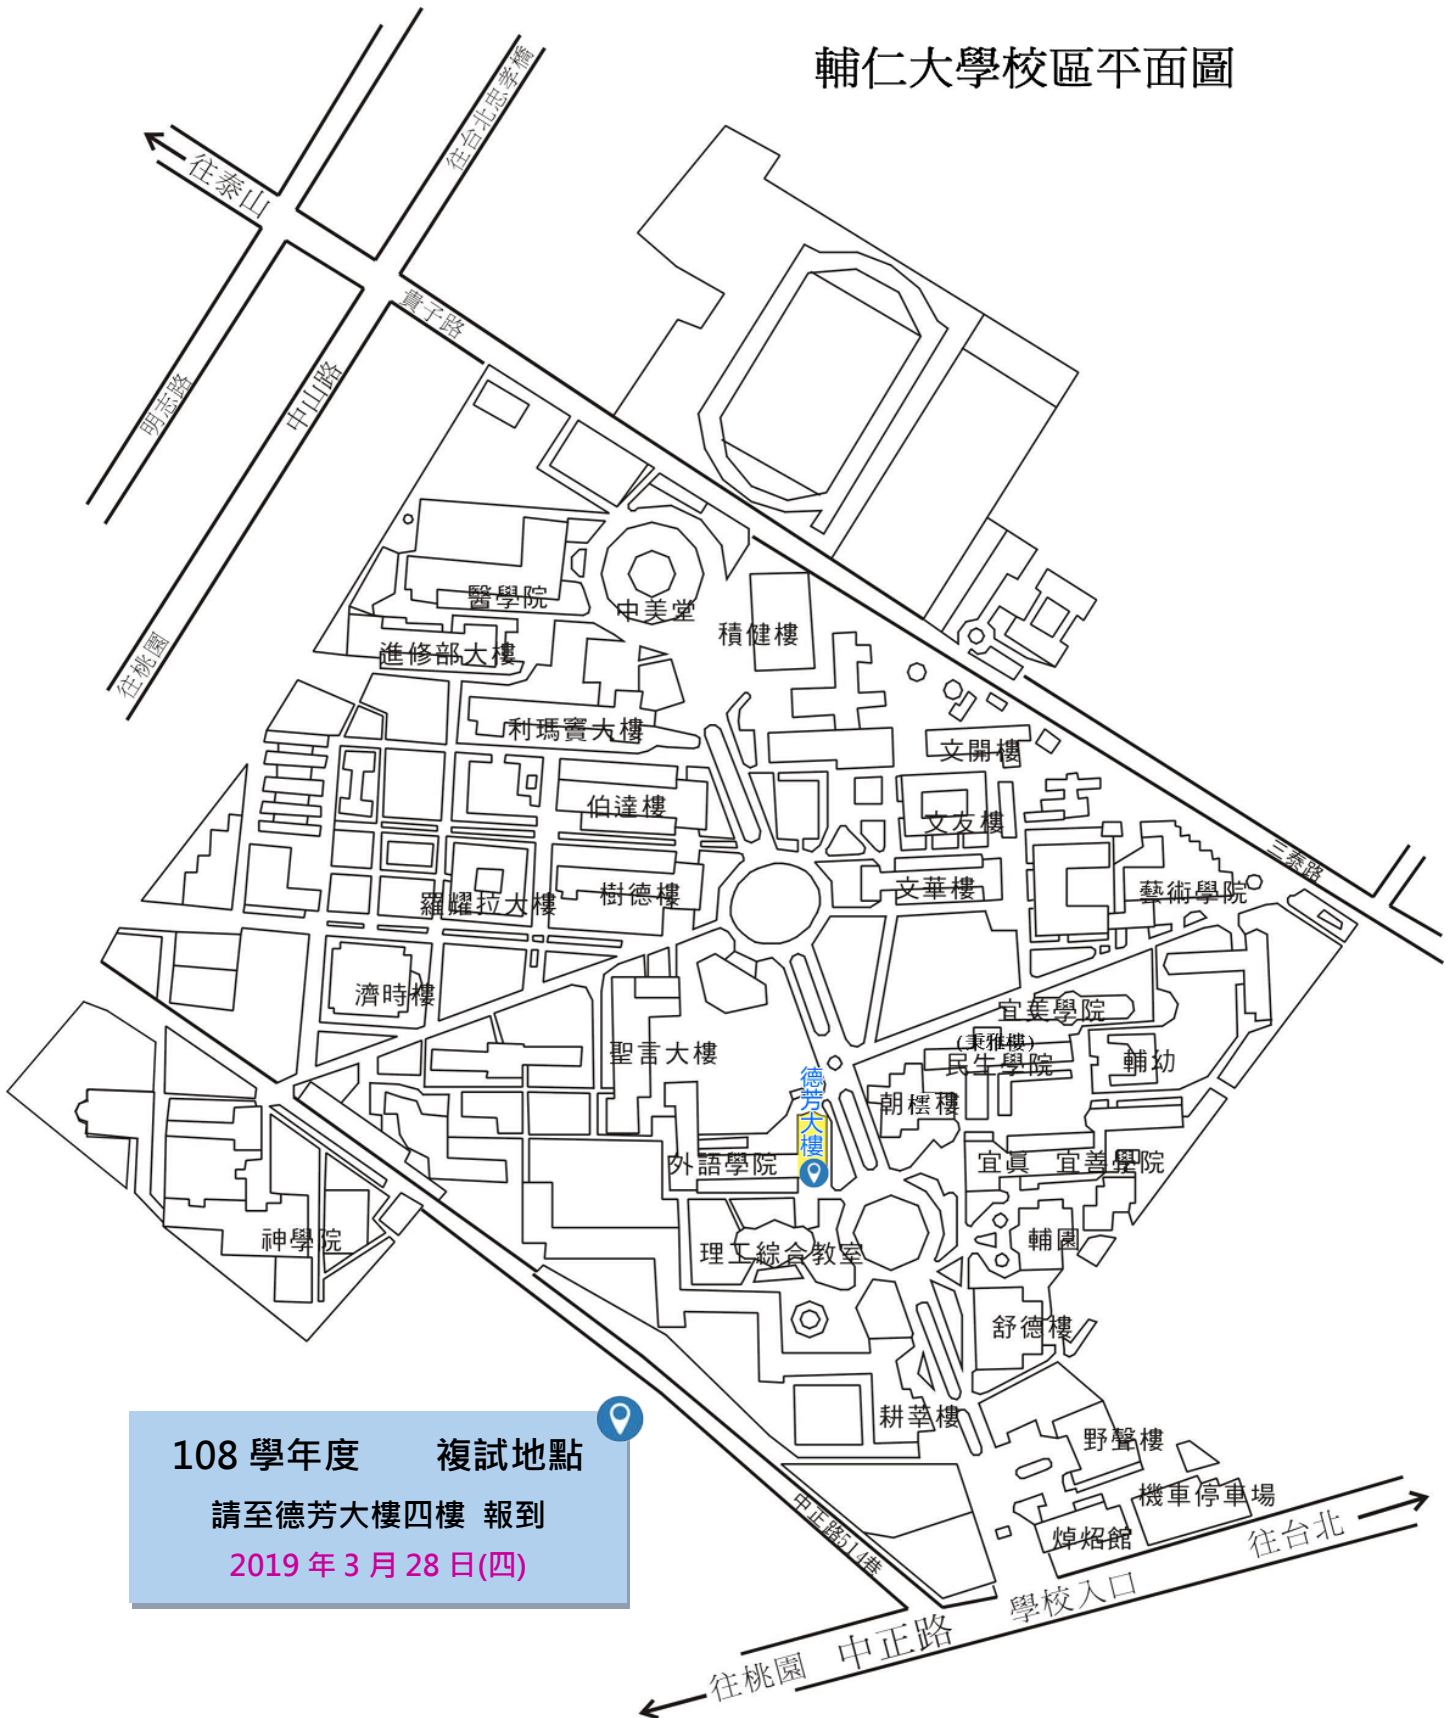 輔仁大學校區平面圖
往台北忠孝橋
往泰山
貴子路
明志路
中山路
往桃園
醫學院
中美堂
積健樓
進修部大樓
利瑪竇大樓
文開樓
伯達樓
文友樓
三泰路
羅耀拉大樓
樹德樓
文華樓
藝術學院
濟時樓
宜美學院
聖言大樓
(秉雅樓)
民生學院
輔幼
德芳大樓
朝橒樓
外語學院
宜真 宜善學院
神學院
理工綜合教室
輔園
舒德樓
耕莘樓
野聲樓
機車停車場
焯炤館
中正路514巷
往台北
學校入口
中正路
往桃園
108 學年度 複試地點
請至德芳大樓四樓 報到
2019 年 3 月 28 日(四)